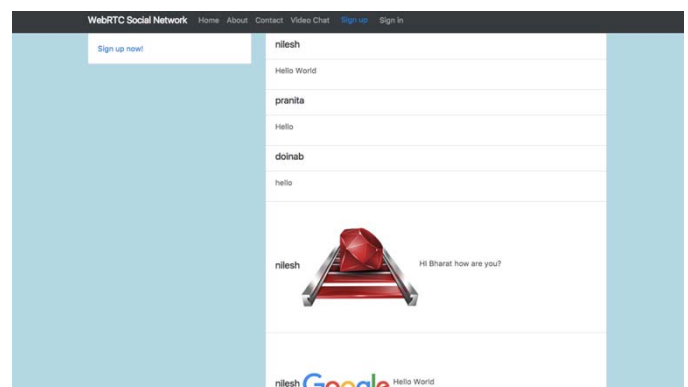 WebRTC Social Network Home About Contact Video Chat Sign up Sign in
Sign up now!
nilesh
Hello World
pranita
Hello
doinab
hello
nilesh HI Bharat how are you?
nilesh Google Hello World